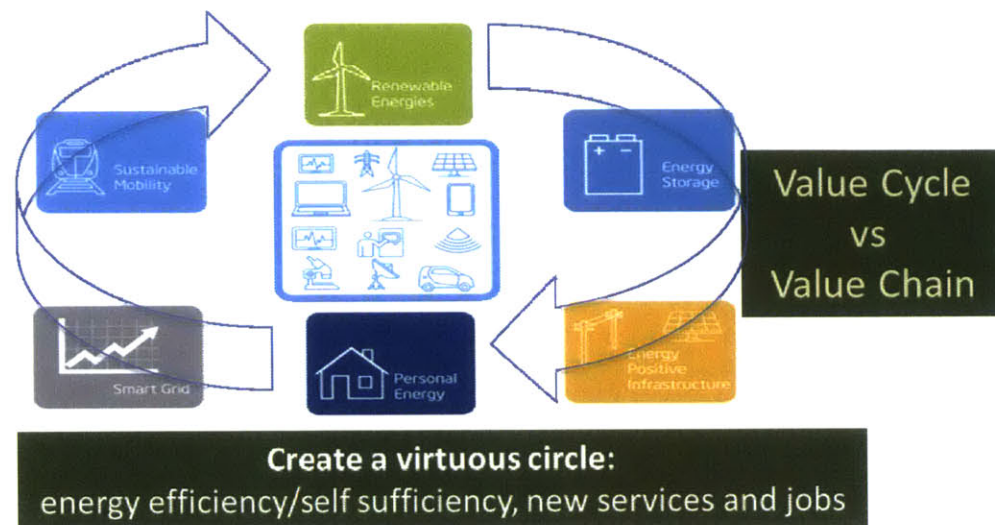 Renewable
Energies
Sustainable
Mobility
Energy
Storage
Value Cycle
vs
Value Chain
Smart Grid
Personal
Energy
Energy
Positive
Infrastructure
Create a virtuous circle:
energy efficiency/self sufficiency, new services and jobs